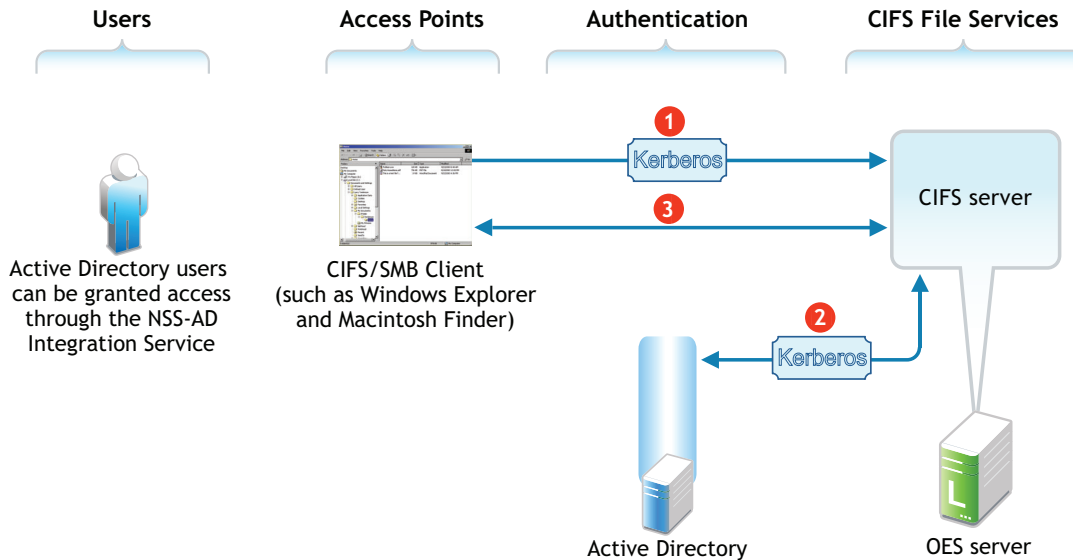 Users
Access Points
Authentication
CIFS File Services
1
Kerberos
3
CIFS server
Active Directory users
can be granted access
through the NSS-AD
Integration Service
CIFS/SMB Client
(such as Windows Explorer
and Macintosh Finder)
2
Kerberos
L
Active Directory
OES server